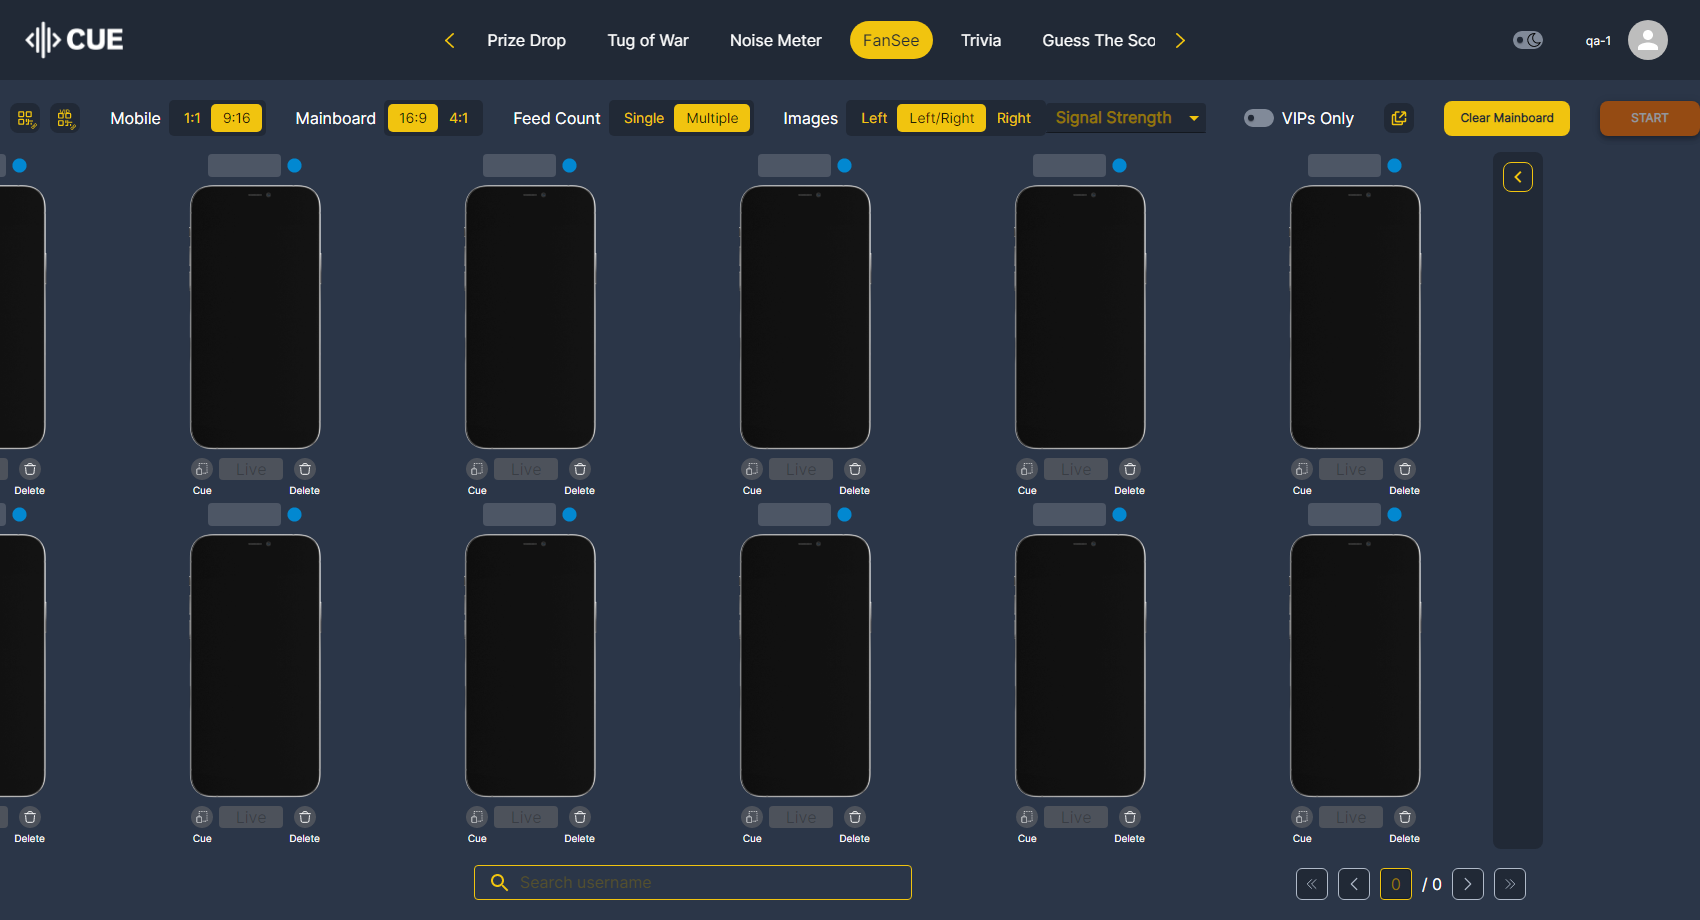 CUE
Prize Drop Tug of War Noise Meter FanSee Trivia Guess The Sco
qa-1
Mobile 1:1 9:16 Mainboard 16:9 4:1 Feed Count Single Multiple Images Left Left/Right Right Signal Strength VIPs Only Clear Mainboard START
Live Live Live Live Live
Delete Cue Delete Cue Delete Cue Delete Cue Delete Cue Delete
Live Live Live Live Live
Delete Cue Delete Cue Delete Cue Delete Cue Delete Cue Delete
Search username
0 / 0